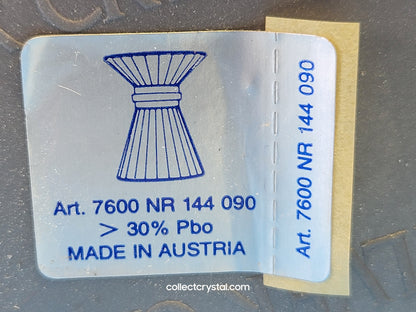 Art. 7600 NR 144 090
> 30% Pbo
MADE IN AUSTRIA
Art. 7600 NR 144 090
collectcrystal.com